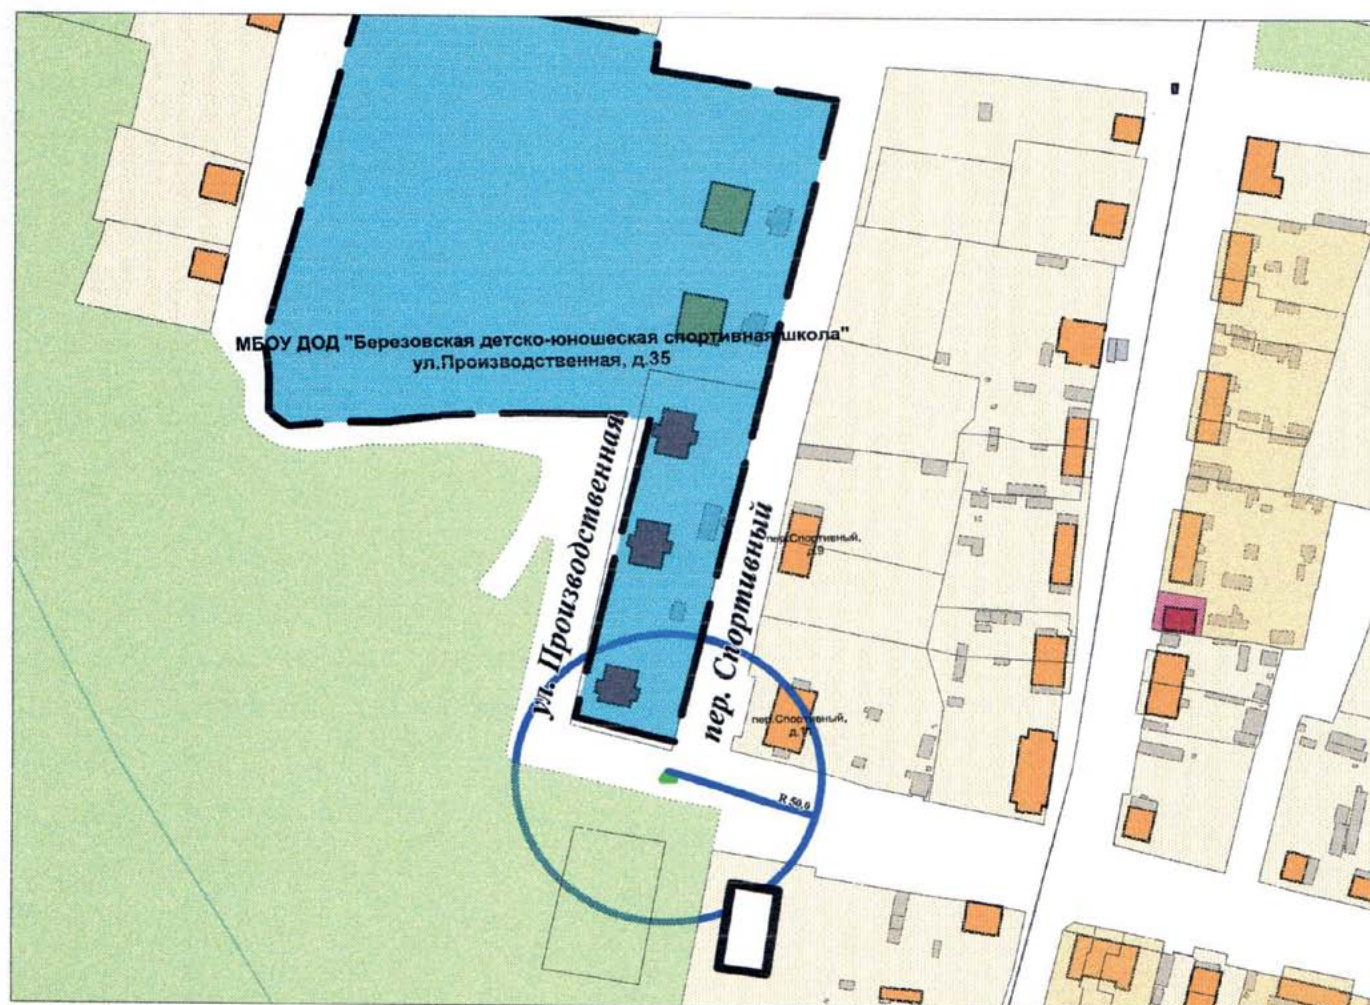 МБОУ ДОД "Березовская детско-юношеская спортивная школа"
ул.Производственная, д.35
ул. Производственная
пер. Спортивный
пер.Спортивный,
д.9
пер.Спортивный,
R 50,0